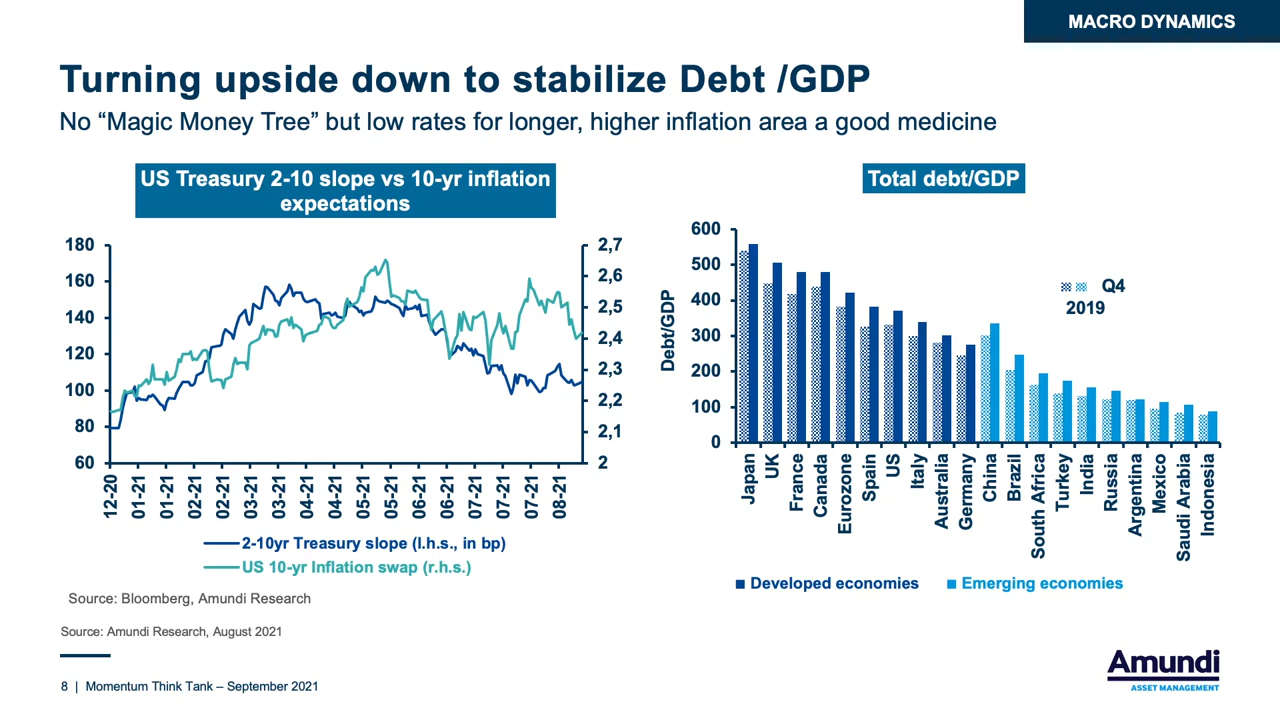 MACRO DYNAMICS
Turning upside down to stabilize Debt /GDP
No “Magic Money Tree” but low rates for longer, higher inflation area a good medicine
US Treasury 2-10 slope vs 10-yr inflation
expectations
180
160
140
120
100
80
60
2,7
2,6
2,5
2,4
2,3
2,2
2,1
2
12-20
01-21
01-21
02-21
02-21
03-21
03-21
04-21
04-21
05-21
05-21
06-21
06-21
07-21
07-21
07-21
08-21
2-10yr Treasury slope (l.h.s., in bp)
US 10-yr Inflation swap (r.h.s.)
Source: Bloomberg, Amundi Research
Total debt/GDP
600
500
400
300
200
100
0
Debt/GDP
Q4
2019
Japan
UK
France
Canada
Eurozone
Spain
US
Italy
Australia
Germany
China
Brazil
South Africa
Turkey
India
Russia
Argentina
Mexico
Saudi Arabia
Indonesia
Developed economies
Emerging economies
Source: Amundi Research, August 2021
8 | Momentum Think Tank – September 2021
Amundi
ASSET MANAGEMENT